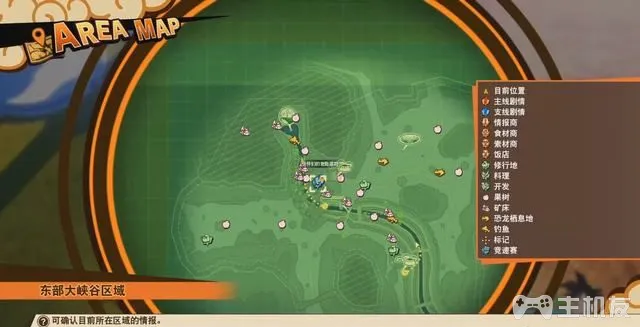 AREA MAP
目前位置
主线剧情
支线剧情
情报商
食材商
素材商
饭店
修行地
料理
开发
果树
矿床
恐龙栖息地
钓鱼
标记
竞速赛
东部大峡谷区域
可确认目前所在区域的情报。
主机友